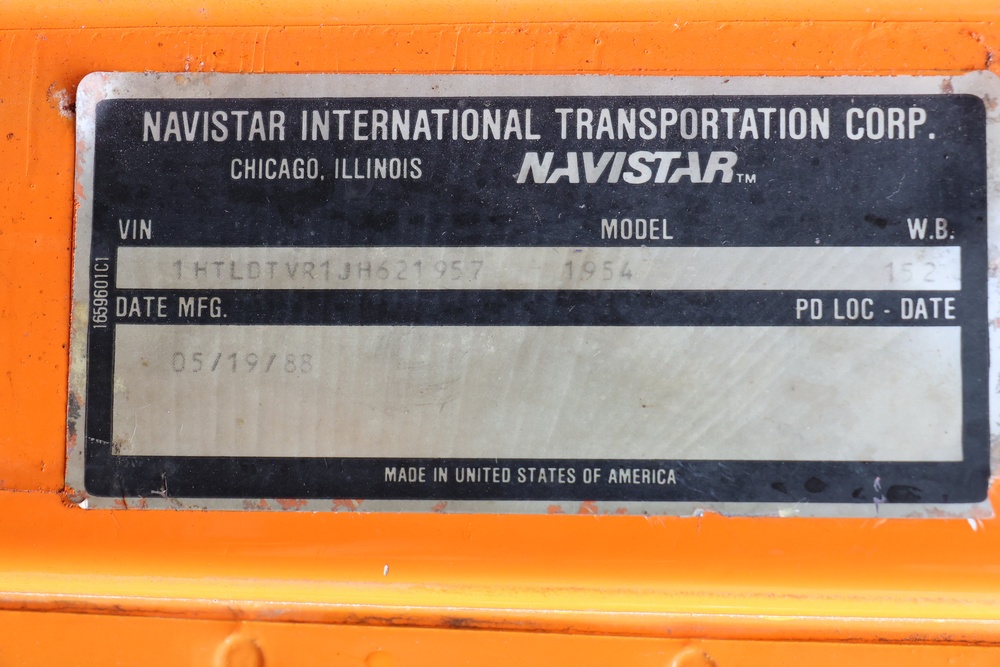 NAVISTAR INTERNATIONAL TRANSPORTATION CORP.
CHICAGO, ILLINOIS NAVISTAR™
VIN MODEL W.B.
1HTLDTVR1JH621957 1954 152
1659601C1
DATE MFG. PD LOC - DATE
05/19/88
MADE IN UNITED STATES OF AMERICA